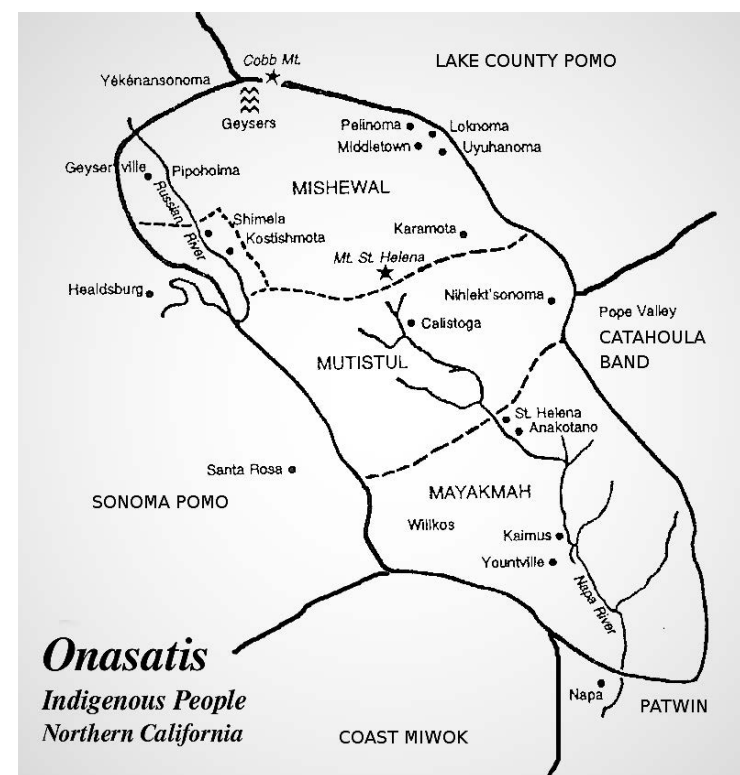 Cobb Mt.
LAKE COUNTY POMO
Yékénansonoma
Geysers
Pelinoma
Loknoma
Middletown
Uyuhanoma
Geyserville
Pipoholma
MISHEWAL
Russian River
Shimela
Kostishmota
Karamota
Mt. St. Helena
Healdsburg
Nihlekt'sonoma
Pope Valley
Calistoga
CATAHOULA
BAND
MUTISTUL
St. Helena
Anakotano
Santa Rosa
MAYAKMAH
SONOMA POMO
Willkos
Kaimus
Yountville
Napa River
Onasatis
Indigenous People
Northern California
Napa
PATWIN
COAST MIWOK